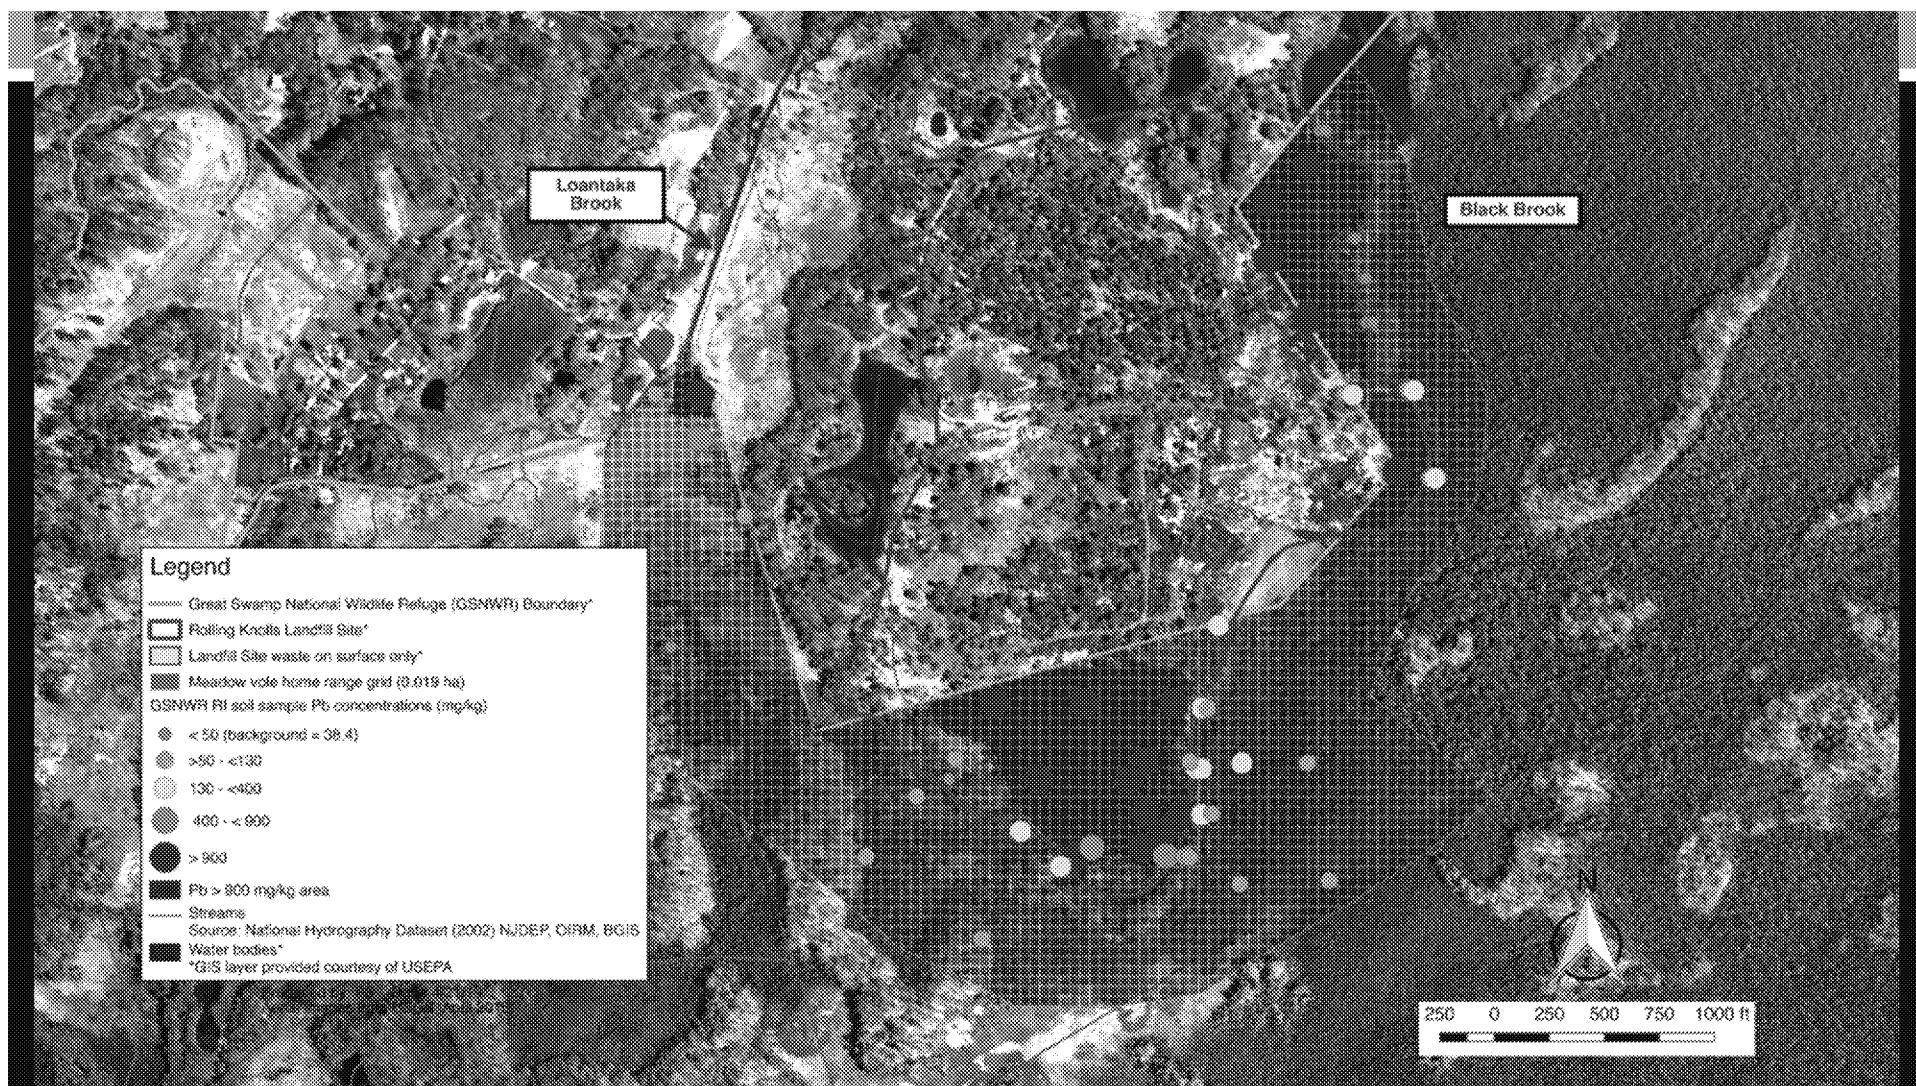 Loantaka
Brook
Black Brook
Legend
Great Swamp National Wildlife Refuge (GSNWR) Boundary*
Rolling Knolls Landfill Site*
Landfill Site waste on surface only*
Meadow vole home range grid (0.019 ha)
GSNWR RI soil sample Pb concentrations (mg/kg)
< 50 (background = 38.4)
>50 - <130
130 - <400
400 - < 900
> 900
Pb > 900 mg/kg area
Streams
Source: National Hydrography Dataset (2002) NJDEP, OIRM, BGIS
Water bodies*
*GIS layer provided courtesy of USEPA
N
250 0 250 500 750 1000 ft